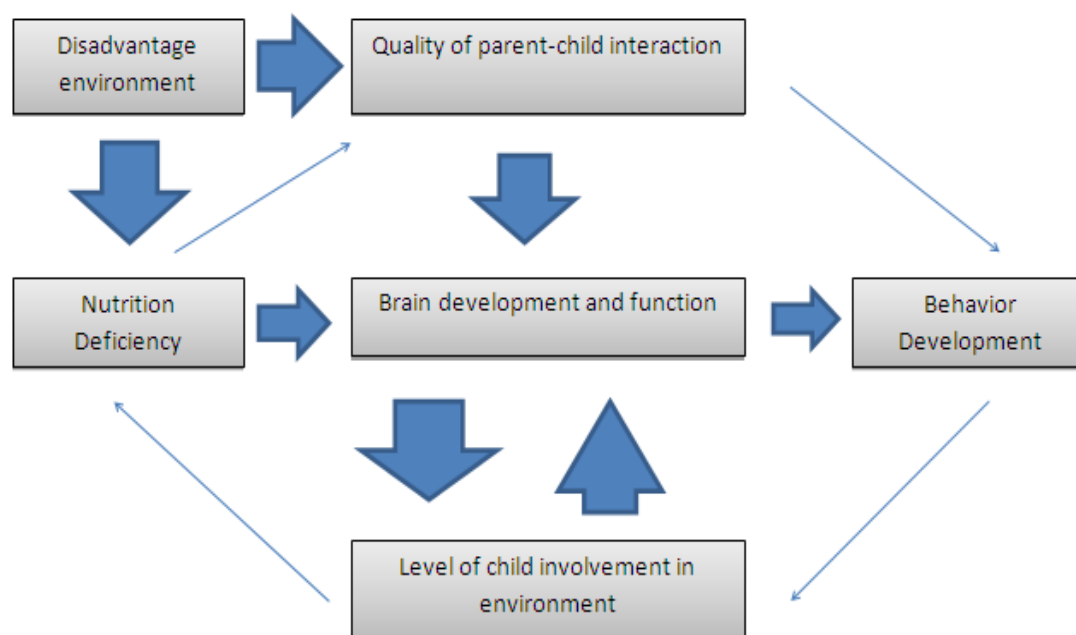 Disadvantage
environment
Quality of parent-child interaction
Nutrition
Deficiency
Brain development and function
Behavior
Development
Level of child involvement in
environment